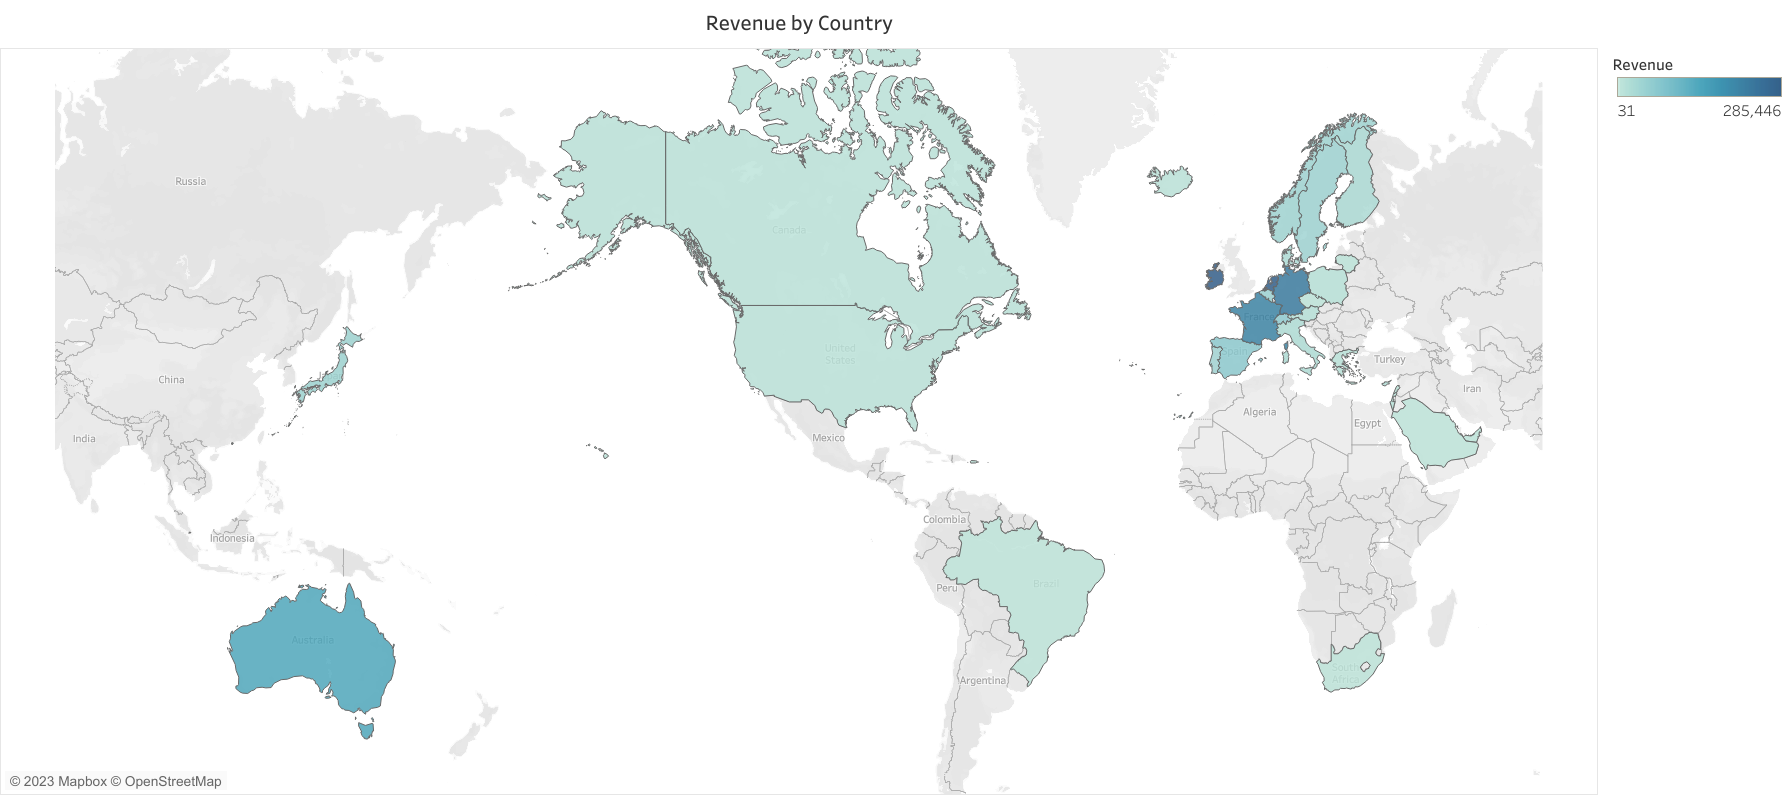 Revenue by Country
Revenue
31
285,446
Russia
Canada
United
States
France
Spain
Turkey
China
Iran
India
Algeria
Egypt
Mexico
Colombia
Indonesia
Brazil
Peru
Australia
South
Africa
Argentina
© 2023 Mapbox © OpenStreetMap